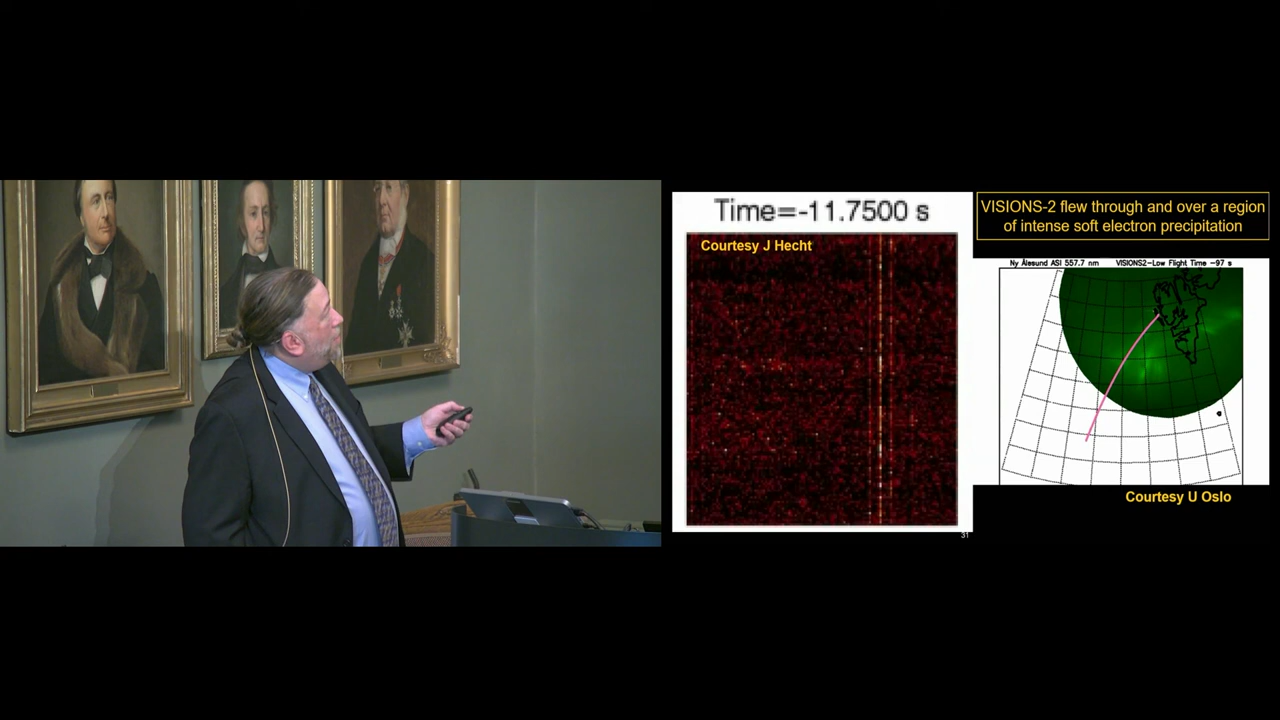 Time=-11.7500 s
Courtesy J Hecht
VISIONS-2 flew through and over a region
of intense soft electron precipitation
Ny Ålesund ASI 557.7 nm VISIONS2-Low Flight Time -97 s
Courtesy U Oslo
31